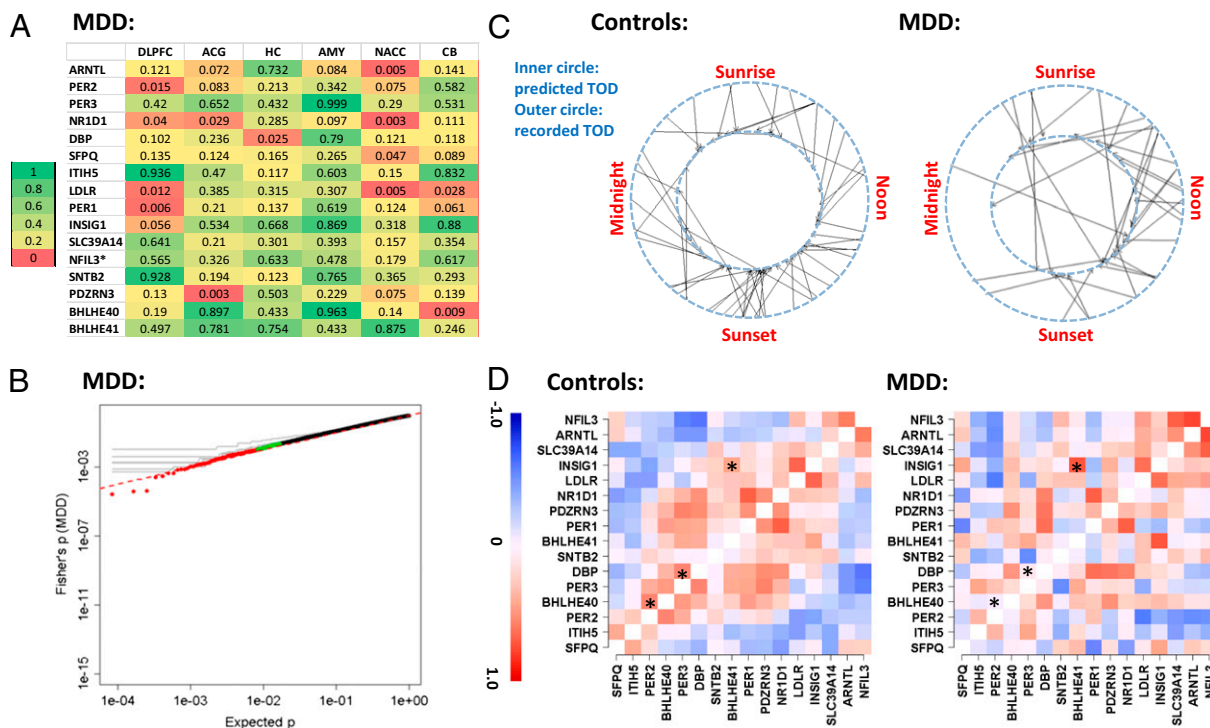 A
MDD:
DLPFC ACG HC AMY NACC CB
ARNTL 0.121 0.072 0.732 0.084 0.005 0.141
PER2 0.015 0.083 0.213 0.342 0.075 0.582
PER3 0.42 0.652 0.432 0.999 0.29 0.531
NR1D1 0.04 0.029 0.285 0.097 0.003 0.111
DBP 0.102 0.236 0.025 0.79 0.121 0.118
SFPQ 0.135 0.124 0.165 0.265 0.047 0.089
ITIH5 0.936 0.47 0.117 0.603 0.15 0.832
LDLR 0.012 0.385 0.315 0.307 0.005 0.028
PER1 0.006 0.21 0.137 0.619 0.124 0.061
INSIG1 0.056 0.534 0.668 0.869 0.318 0.88
SLC39A14 0.641 0.21 0.301 0.393 0.157 0.354
NFIL3* 0.565 0.326 0.633 0.478 0.179 0.617
SNTB2 0.928 0.194 0.123 0.765 0.365 0.293
PDZRN3 0.13 0.003 0.503 0.229 0.075 0.139
BHLHE40 0.19 0.897 0.433 0.963 0.14 0.009
BHLHE41 0.497 0.781 0.754 0.433 0.875 0.246
1
0.8
0.6
0.4
0.2
0
B
MDD:
Fisher's p (MDD)
1e-03
1e-07
1e-11
1e-15
1e-04 1e-03 1e-02 1e-01 1e+00
Expected p
C
Controls:
Inner circle:
predicted TOD
Outer circle:
recorded TOD
Sunrise
Midnight
Noon
Sunset
MDD:
Sunrise
Midnight
Noon
Sunset
D
-1.0
0
1.0
Controls:
NFIL3
ARNTL
SLC39A14
INSIG1
LDLR
NR1D1
PDZRN3
PER1
BHLHE41
SNTB2
DBP
PER3
BHLHE40
PER2
ITIH5
SFPQ
*
*
*
SFPQ ITIH5 PER2 BHLHE40 PER3 DBP SNTB2 BHLHE41 PER1 PDZRN3 NR1D1 LDLR INSIG1 SLC39A14 ARNTL NFIL3
MDD:
NFIL3
ARNTL
SLC39A14
INSIG1
LDLR
NR1D1
PDZRN3
PER1
BHLHE41
SNTB2
DBP
PER3
BHLHE40
PER2
ITIH5
SFPQ
*
*
*
SFPQ ITIH5 PER2 BHLHE40 PER3 DBP SNTB2 BHLHE41 PER1 PDZRN3 NR1D1 LDLR INSIG1 SLC39A14 ARNTL NFIL3